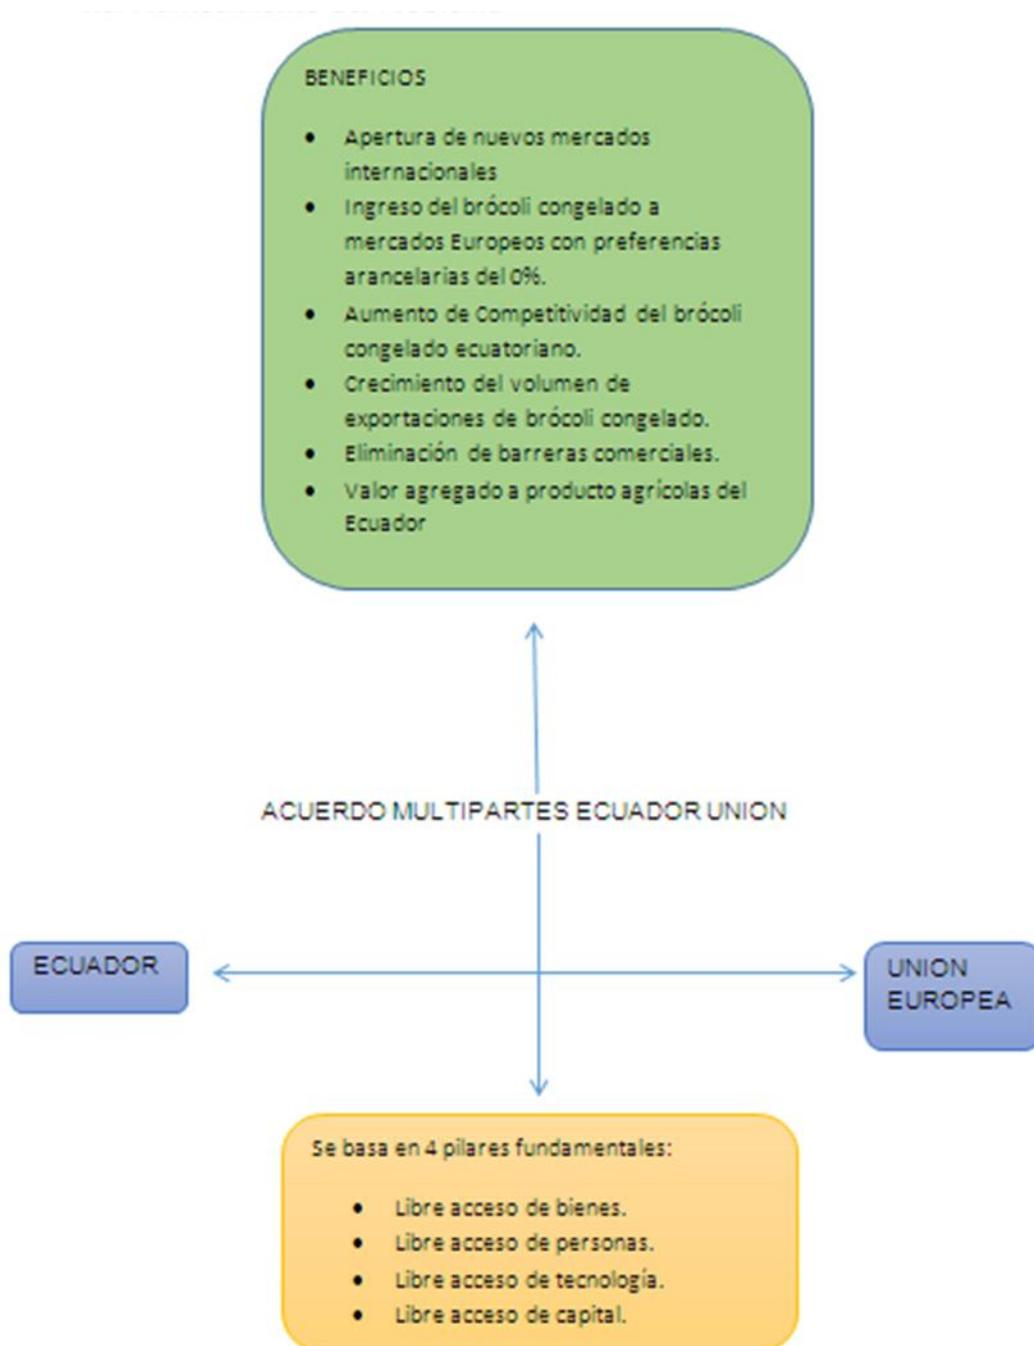 BENEFICIOS
• Apertura de nuevos mercados
internacionales
• Ingreso del brócoli congelado a
mercados Europeos con preferencias
arancelarias del 0%.
• Aumento de Competitividad del brócoli
congelado ecuatoriano.
• Crecimiento del volumen de
exportaciones de brócoli congelado.
• Eliminación de barreras comerciales.
• Valor agregado a producto agrícolas del
Ecuador
ACUERDO MULTIPARTES ECUADOR UNION
ECUADOR
UNION
EUROPEA
Se basa en 4 pilares fundamentales:
• Libre acceso de bienes.
• Libre acceso de personas.
• Libre acceso de tecnología.
• Libre acceso de capital.